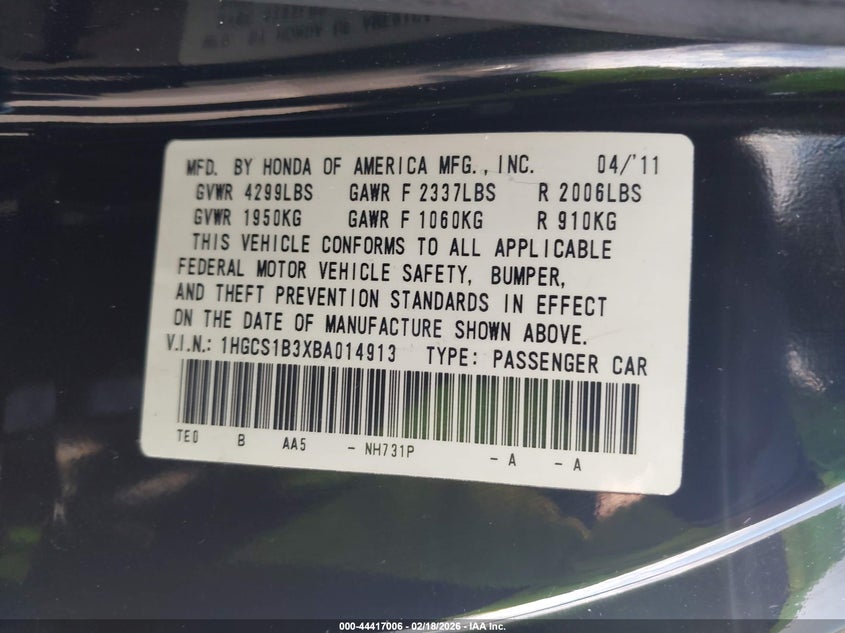 MFD. BY HONDA OF AMERICA MFG., INC. 04/'11
GVWR 4299LBS GAWR F 2337LBS R 2006LBS
GVWR 1950KG GAWR F 1060KG R 910KG
THIS VEHICLE CONFORMS TO ALL APPLICABLE
FEDERAL MOTOR VEHICLE SAFETY, BUMPER,
AND THEFT PREVENTION STANDARDS IN EFFECT
ON THE DATE OF MANUFACTURE SHOWN ABOVE.
V.I.N.: 1HGCS1B3XBA014913 TYPE: PASSENGER CAR
TE0 B AA5 - NH731P - A - A
000-44417006 - 02/18/2026 - IAA Inc.